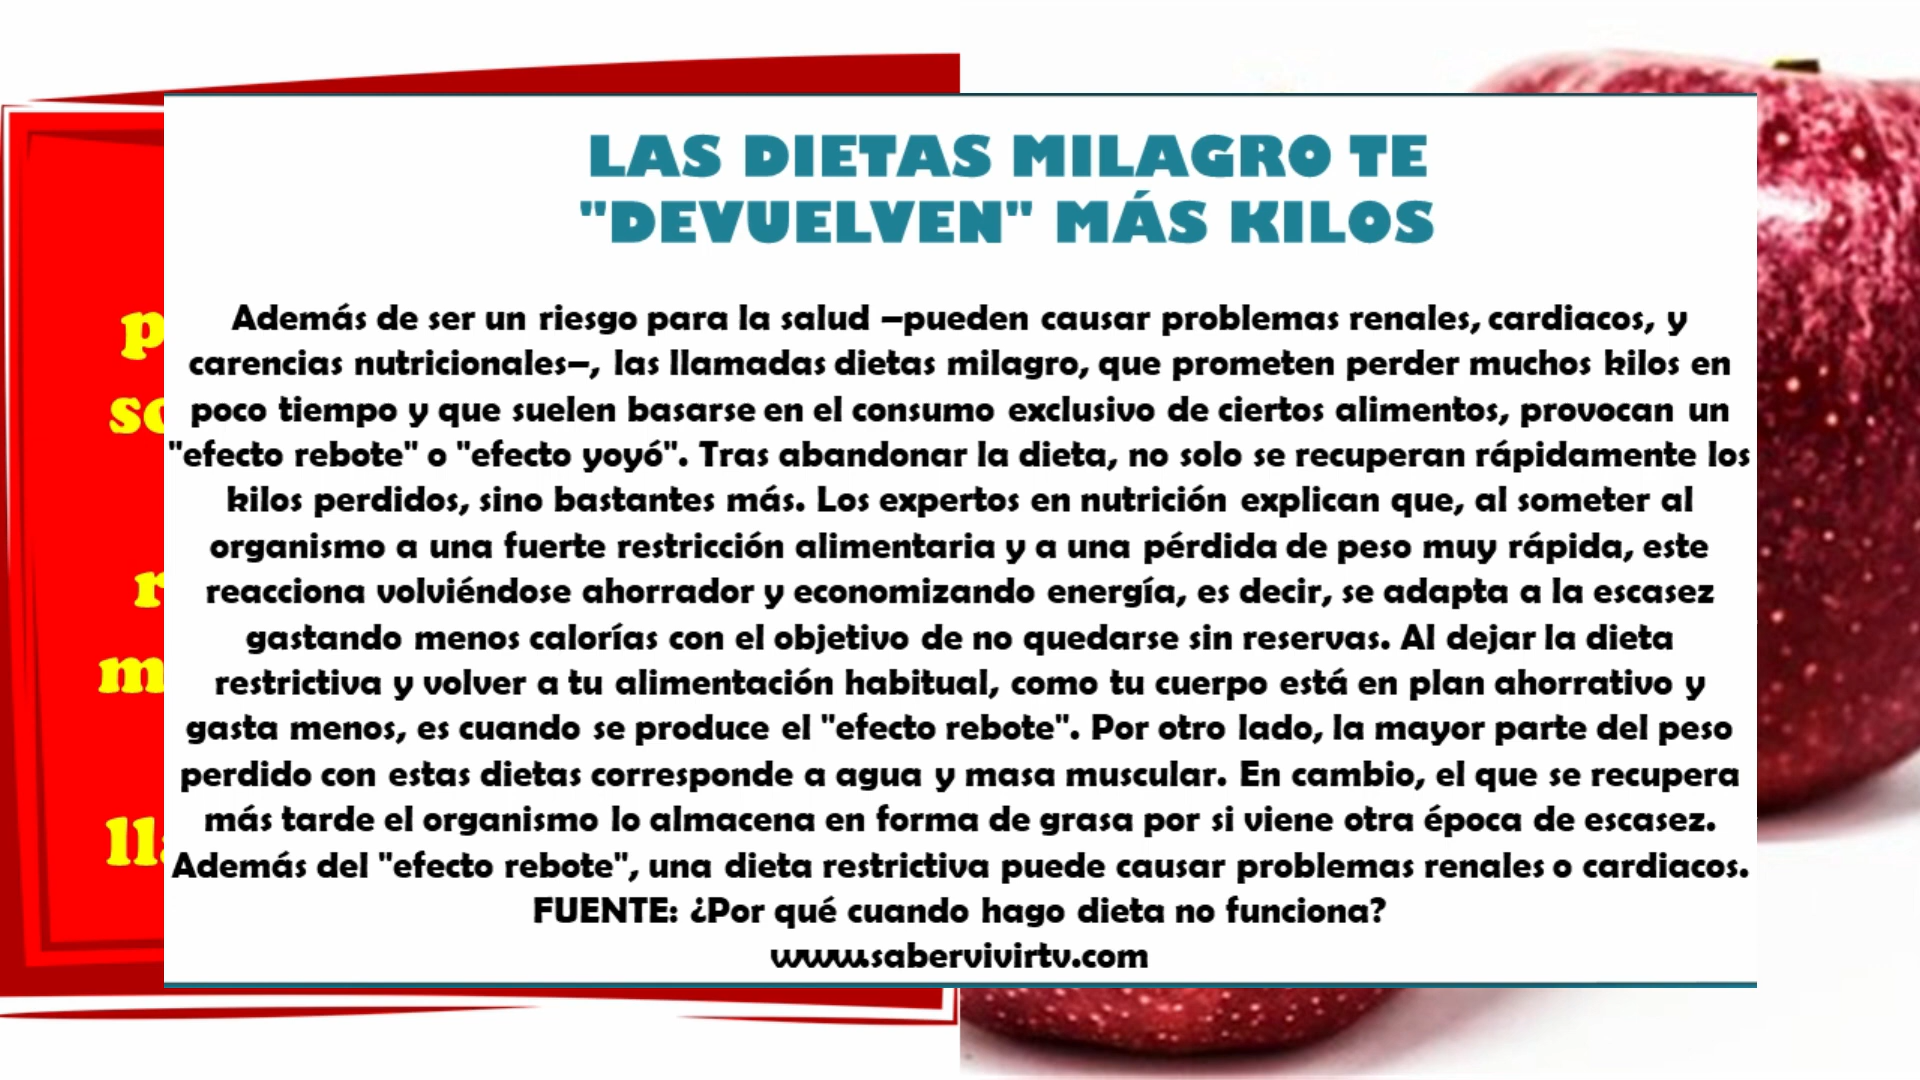 LAS DIETAS MILAGRO TE
"DEVUELVEN" MÁS KILOS
Además de ser un riesgo para la salud –pueden causar problemas renales, cardiacos, y
carencias nutricionales–, las llamadas dietas milagro, que prometen perder muchos kilos en
poco tiempo y que suelen basarse en el consumo exclusivo de ciertos alimentos, provocan un
"efecto rebote" o "efecto yoyó". Tras abandonar la dieta, no solo se recuperan rápidamente los
kilos perdidos, sino bastantes más. Los expertos en nutrición explican que, al someter al
organismo a una fuerte restricción alimentaria y a una pérdida de peso muy rápida, este
reacciona volviéndose ahorrador y economizando energía, es decir, se adapta a la escasez
gastando menos calorías con el objetivo de no quedarse sin reservas. Al dejar la dieta
restrictiva y volver a tu alimentación habitual, como tu cuerpo está en plan ahorrativo y
gasta menos, es cuando se produce el "efecto rebote". Por otro lado, la mayor parte del peso
perdido con estas dietas corresponde a agua y masa muscular. En cambio, el que se recupera
más tarde el organismo lo almacena en forma de grasa por si viene otra época de escasez.
Además del "efecto rebote", una dieta restrictiva puede causar problemas renales o cardiacos.
FUENTE: ¿Por qué cuando hago dieta no funciona?
www.sabervivirtv.com